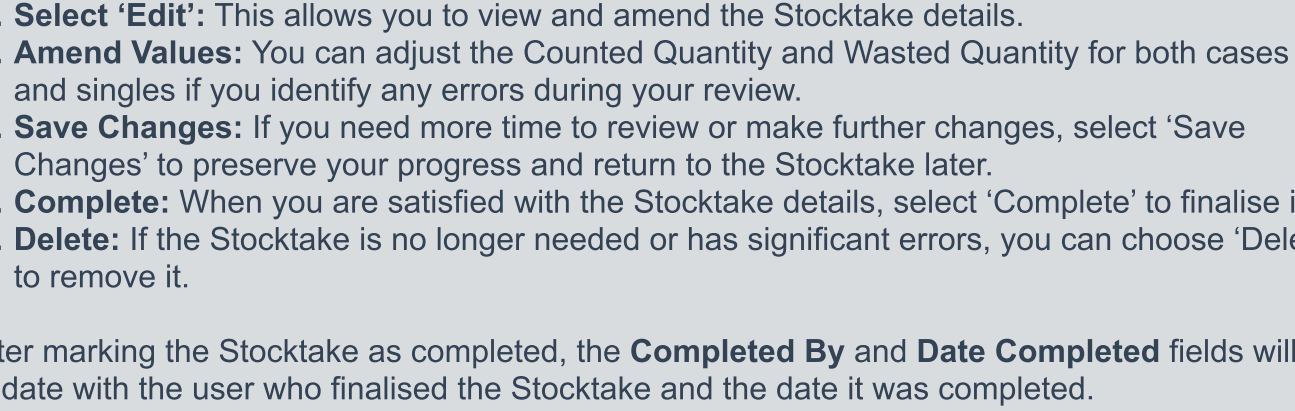 . Select ‘Edit’: This allows you to view and amend the Stocktake details.
. Amend Values: You can adjust the Counted Quantity and Wasted Quantity for both cases
and singles if you identify any errors during your review.
. Save Changes: If you need more time to review or make further changes, select ‘Save
Changes’ to preserve your progress and return to the Stocktake later.
. Complete: When you are satisfied with the Stocktake details, select ‘Complete’ to finalise
. Delete: If the Stocktake is no longer needed or has significant errors, you can choose ‘Dele
to remove it.
ter marking the Stocktake as completed, the Completed By and Date Completed fields will
date with the user who finalised the Stocktake and the date it was completed.